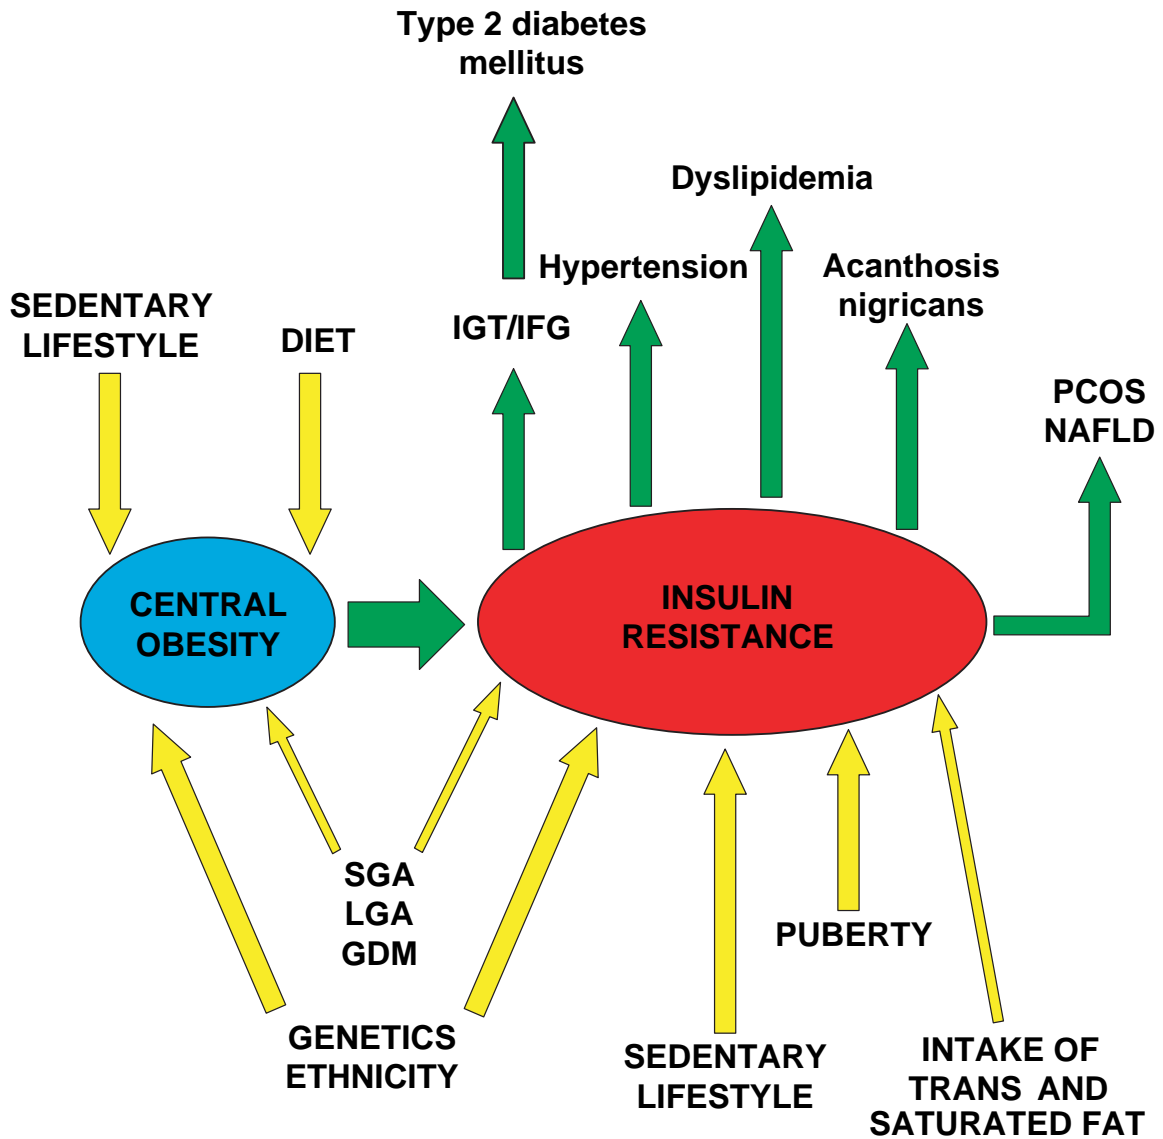 Type 2 diabetes
mellitus
Dyslipidemia
Hypertension
Acanthosis
nigricans
SEDENTARY
LIFESTYLE
DIET
IGT/IFG
PCOS
NAFLD
CENTRAL
OBESITY
INSULIN
RESISTANCE
SGA
LGA
GDM
PUBERTY
GENETICS
ETHNICITY
SEDENTARY
LIFESTYLE
INTAKE OF
TRANS AND
SATURATED FAT